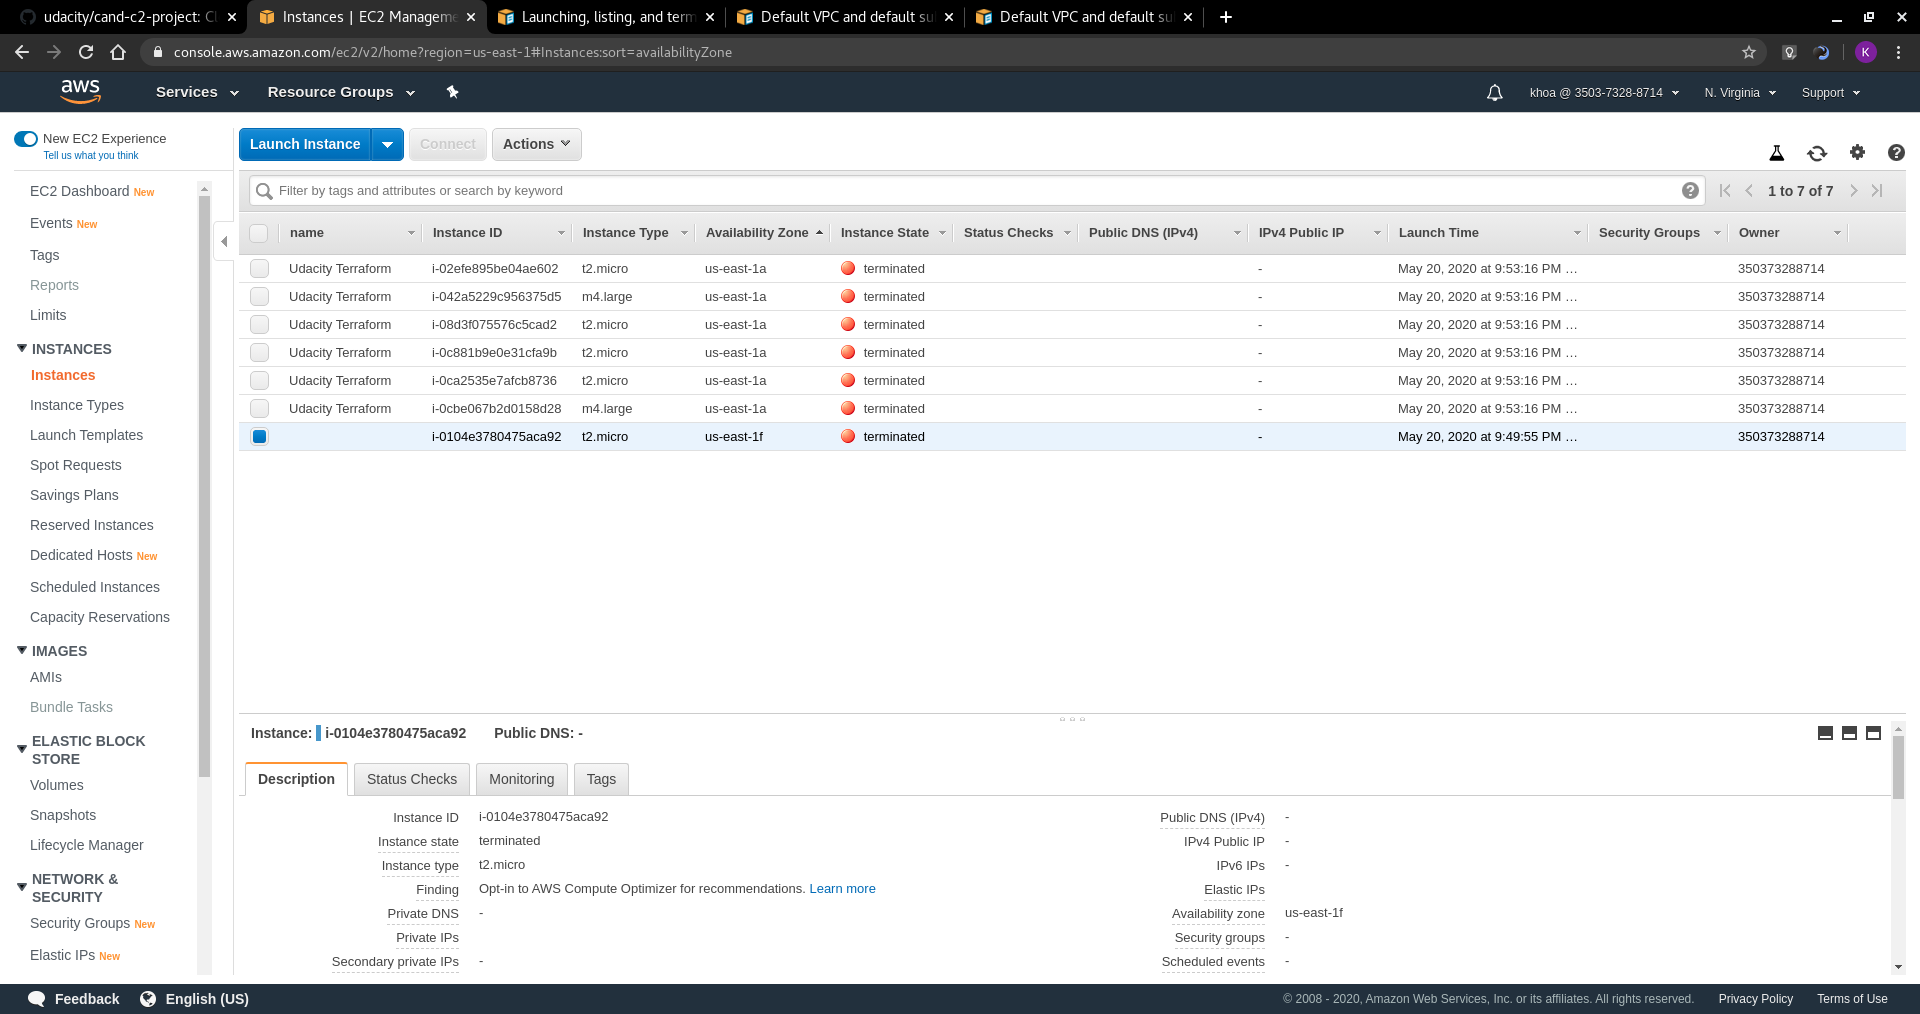 udacity/cand-c2-project: Cl
Instances | EC2 Manageme
Launching, listing, and term
Default VPC and default su
Default VPC and default su
console.aws.amazon.com/ec2/v2/home?region=us-east-1#Instances:sort=availabilityZone
K
aws Services Resource Groups khoa @ 3503-7328-8714 N. Virginia Support
New EC2 Experience
Tell us what you think
EC2 Dashboard New
Events New
Tags
Reports
Limits
INSTANCES
Instances
Instance Types
Launch Templates
Spot Requests
Savings Plans
Reserved Instances
Dedicated Hosts New
Scheduled Instances
Capacity Reservations
IMAGES
AMIs
Bundle Tasks
ELASTIC BLOCK
STORE
Volumes
Snapshots
Lifecycle Manager
NETWORK &
SECURITY
Security Groups New
Elastic IPs New
Launch Instance Connect Actions
Filter by tags and attributes or search by keyword 1 to 7 of 7
name Instance ID Instance Type Availability Zone Instance State Status Checks Public DNS (IPv4) IPv4 Public IP Launch Time Security Groups Owner
Udacity Terraform i-02efe895be04ae602 t2.micro us-east-1a terminated - May 20, 2020 at 9:53:16 PM … 350373288714
Udacity Terraform i-042a5229c956375d5 m4.large us-east-1a terminated - May 20, 2020 at 9:53:16 PM … 350373288714
Udacity Terraform i-08d3f075576c5cad2 t2.micro us-east-1a terminated - May 20, 2020 at 9:53:16 PM … 350373288714
Udacity Terraform i-0c881b9e0e31cfa9b t2.micro us-east-1a terminated - May 20, 2020 at 9:53:16 PM … 350373288714
Udacity Terraform i-0ca2535e7afcb8736 t2.micro us-east-1a terminated - May 20, 2020 at 9:53:16 PM … 350373288714
Udacity Terraform i-0cbe067b2d0158d28 m4.large us-east-1a terminated - May 20, 2020 at 9:53:16 PM … 350373288714
i-0104e3780475aca92 t2.micro us-east-1f terminated - May 20, 2020 at 9:49:55 PM … 350373288714
Instance: i-0104e3780475aca92 Public DNS: -
Description Status Checks Monitoring Tags
Instance ID i-0104e3780475aca92
Instance state terminated
Instance type t2.micro
Finding Opt-in to AWS Compute Optimizer for recommendations. Learn more
Private DNS -
Private IPs
Secondary private IPs -
Public DNS (IPv4) -
IPv4 Public IP -
IPv6 IPs -
Elastic IPs
Availability zone us-east-1f
Security groups -
Scheduled events -
Feedback English (US) © 2008 - 2020, Amazon Web Services, Inc. or its affiliates. All rights reserved. Privacy Policy Terms of Use